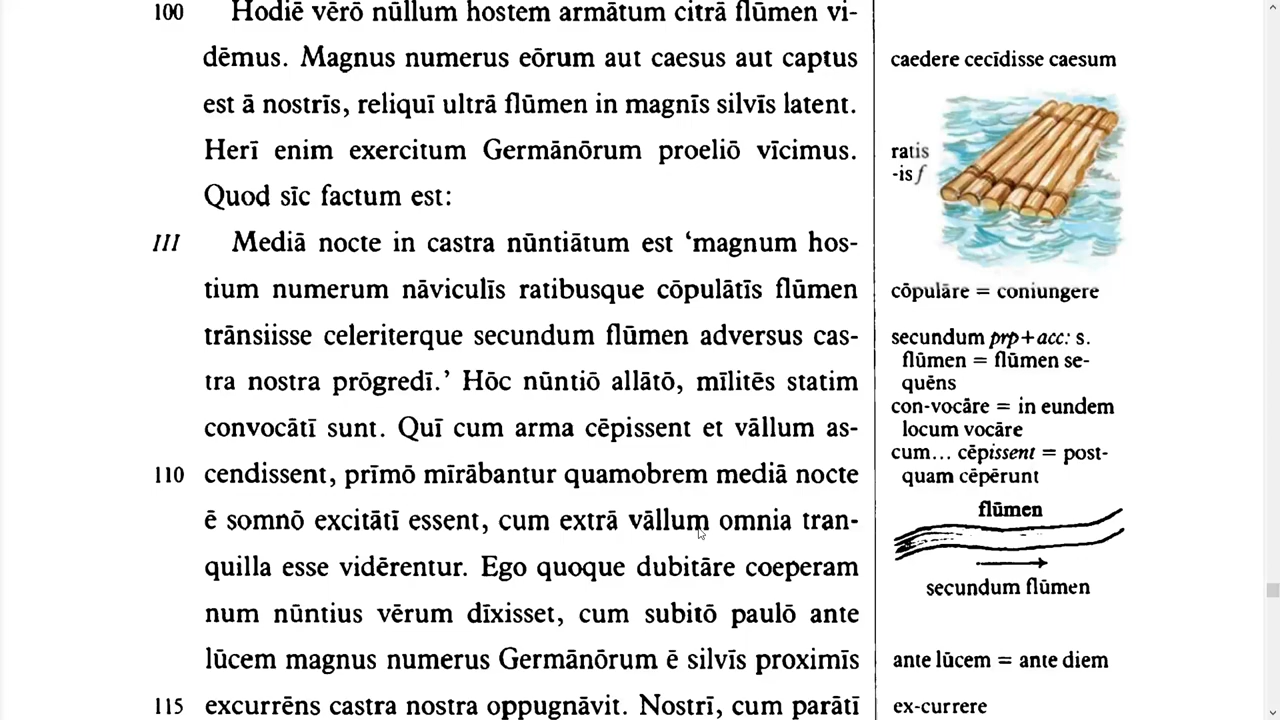 100 Hodiē vērō nūllum hostem armātum citrā flūmen vi-
dēmus. Magnus numerus eōrum aut caesus aut captus
est ā nostrīs, reliquī ultrā flūmen in magnīs silvīs latent.
Herī enim exercitum Germānōrum proeliō vīcimus.
Quod sīc factum est:
III Mediā nocte in castra nūntiātum est ‘magnum hos-
tium numerum nāviculīs ratibusque cōpulātīs flūmen
trānsiisse celeriterque secundum flūmen adversus cas-
tra nostra prōgredī.’ Hōc nūntiō allātō, mīlitēs statim
convocātī sunt. Quī cum arma cēpissent et vāllum as-
110 cendissent, prīmō mīrābantur quamobrem mediā nocte
ē somnō excitātī essent, cum extrā vāllum omnia tran-
quilla esse vidērentur. Ego quoque dubitāre coeperam
num nūntius vērum dīxisset, cum subitō paulō ante
lūcem magnus numerus Germānōrum ē silvīs proximīs
115 excurrēns castra nostra oppugnāvit. Nostrī, cum parātī
caedere cecīdisse caesum
ratis
-is f
cōpulāre = coniungere
secundum prp+acc: s.
flūmen = flūmen se-
quēns
con-vocāre = in eundem
locum vocāre
cum... cēpissent = post-
quam cēpērunt
flūmen
secundum flūmen
ante lūcem = ante diem
ex-currere